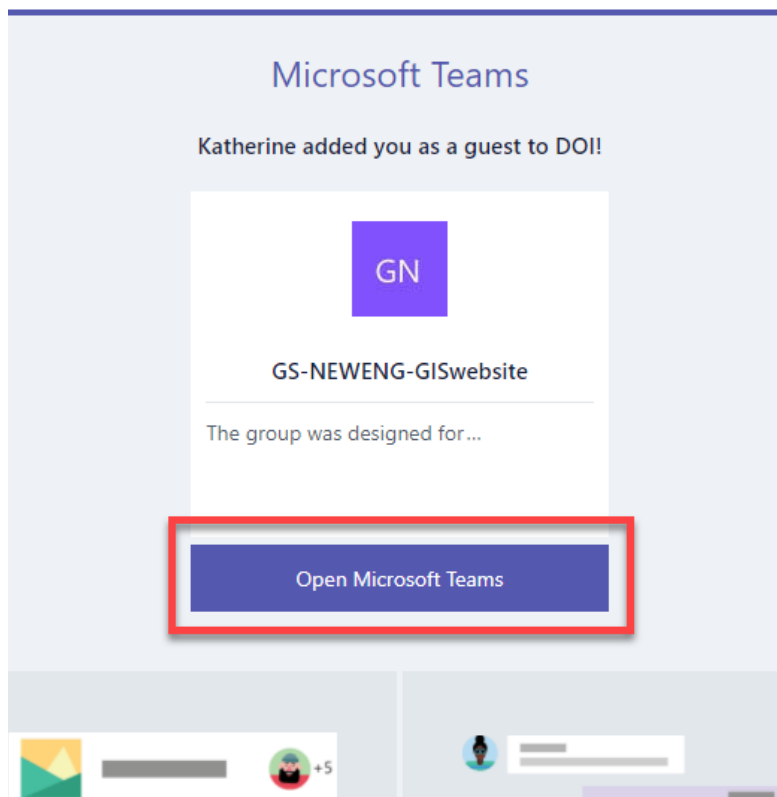 Microsoft Teams
Katherine added you as a guest to DOI!
GN
GS-NEWENG-GISwebsite
The group was designed for...
Open Microsoft Teams
+5